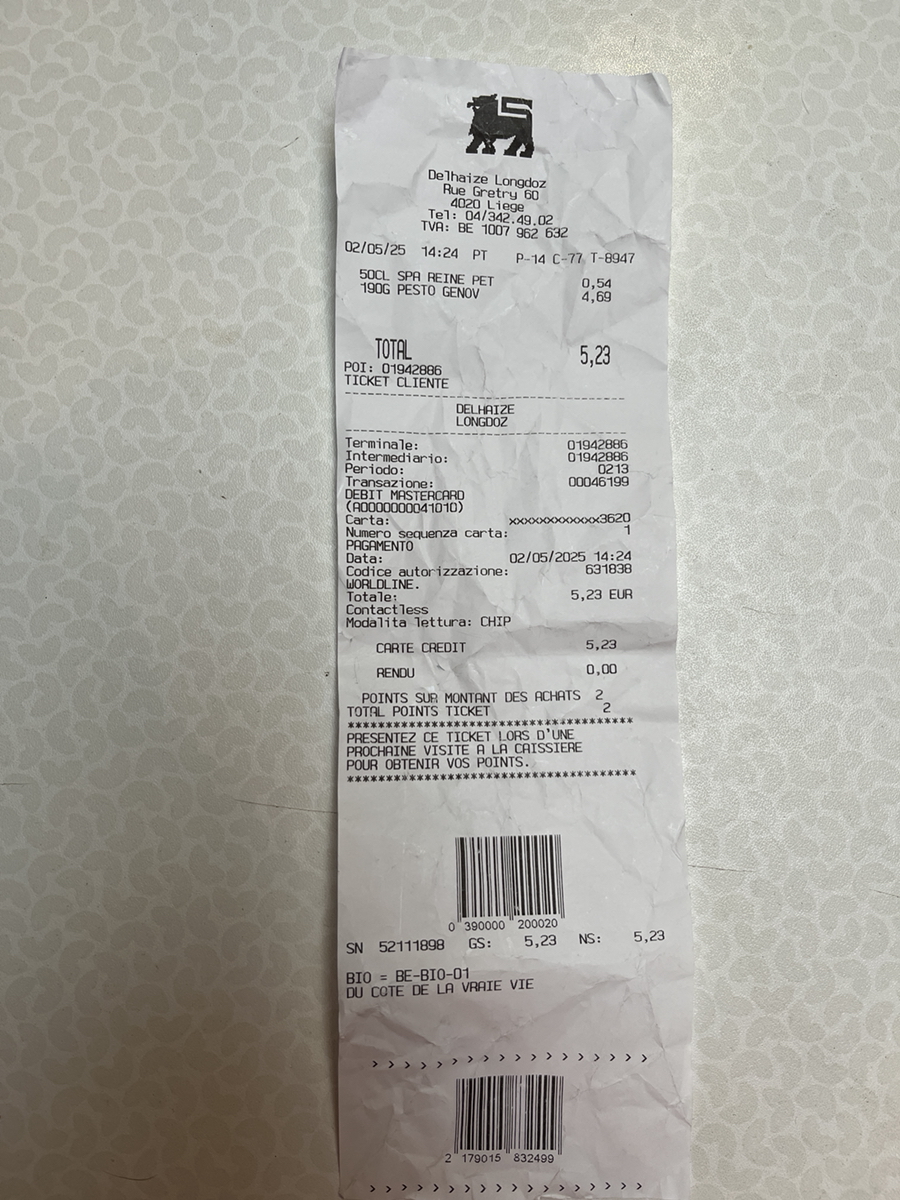 Delhaize Longdoz
Rue Gretry 60
4020 Liege
Tel: 04/342.49.02
TVA: BE 1007 962 632
02/05/25 14:24 PT P-14 C-77 T-8947
50CL SPA REINE PET 0,54
190G PESTO GENOV 4,69
TOTAL 5,23
POI: 01942886
TICKET CLIENTE
--------------------------------
DELHAIZE
LONGDOZ
--------------------------------
Terminale: 01942886
Intermediario: 01942886
Periodo: 0213
Transazione: 00046199
DEBIT MASTERCARD
(A0000000041010)
Carta: xxxxxxxxxxxx3620
Numero sequenza carta: 1
PAGAMENTO
Data: 02/05/2025 14:24
Codice autorizzazione: 631838
WORLDLINE.
Totale: 5,23 EUR
Contactless
Modalita lettura: CHIP
CARTE CREDIT 5,23
RENDU 0,00
POINTS SUR MONTANT DES ACHATS 2
TOTAL POINTS TICKET 2
************************************
PRESENTEZ CE TICKET LORS D'UNE
PROCHAINE VISITE A LA CAISSIERE
POUR OBTENIR VOS POINTS.
************************************
0 390000 200020
SN 52111898 GS: 5,23 NS: 5,23
BIO = BE-BIO-01
DU COTE DE LA VRAIE VIE
> > > > > > > > > > > > > > > > > >
2 179015 832499
> > > > > > > > > > > > > > > > > >